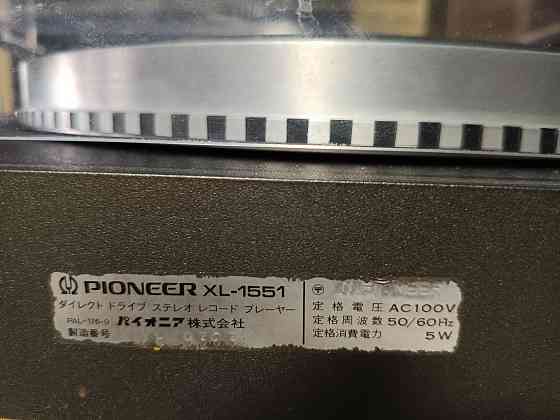 PIONEER XL-1551
ダイレクト ドライブ ステレオ レコード プレーヤー
PAL-176-9 パイオニア株式会社
製造番号
〒
定格電圧 AC100V
定格周波数 50/60Hz
定格消費電力 5W